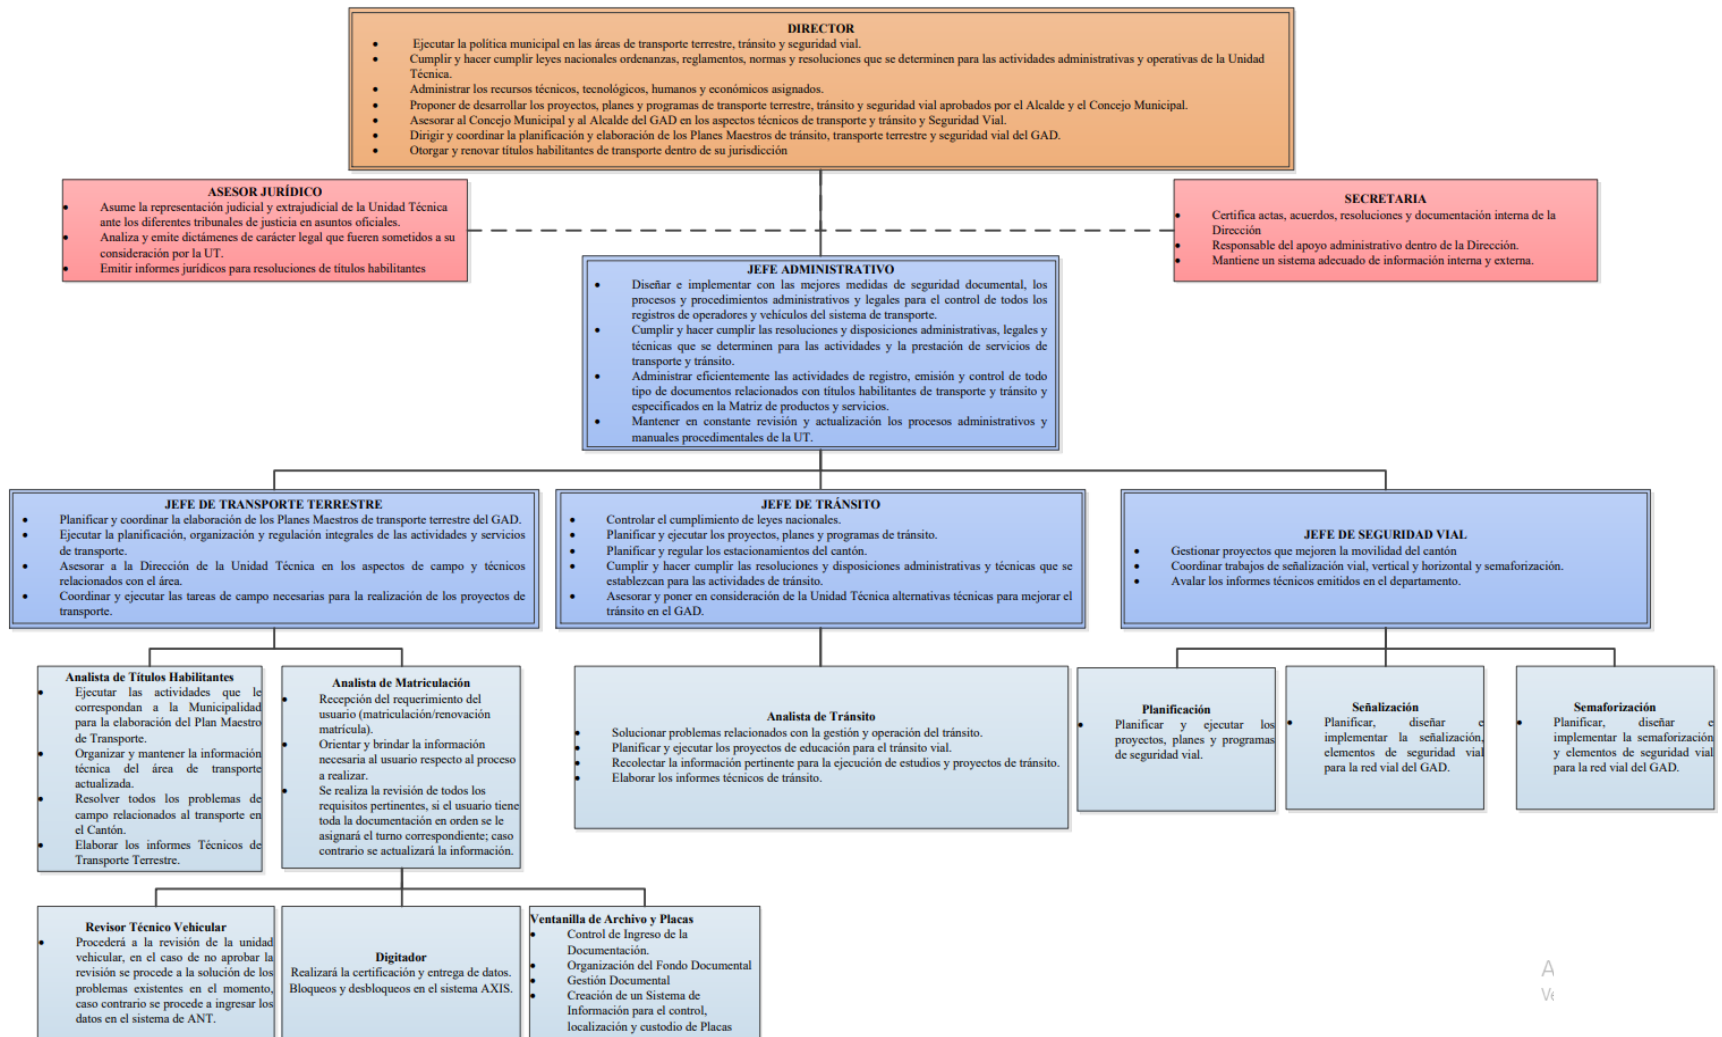 DIRECTOR
• Ejecutar la política municipal en las áreas de transporte terrestre, tránsito y seguridad vial.
• Cumplir y hacer cumplir leyes nacionales ordenanzas, reglamentos, normas y resoluciones que se determinen para las actividades administrativas y operativas de la Unidad
Técnica.
• Administrar los recursos técnicos, tecnológicos, humanos y económicos asignados.
• Proponer de desarrollar los proyectos, planes y programas de transporte terrestre, tránsito y seguridad vial aprobados por el Alcalde y el Concejo Municipal.
• Asesorar al Concejo Municipal y al Alcalde del GAD en los aspectos técnicos de transporte y tránsito y Seguridad Vial.
• Dirigir y coordinar la planificación y elaboración de los Planes Maestros de tránsito, transporte terrestre y seguridad vial del GAD.
• Otorgar y renovar títulos habilitantes de transporte dentro de su jurisdicción
ASESOR JURÍDICO
• Asume la representación judicial y extrajudicial de la Unidad Técnica
ante los diferentes tribunales de justicia en asuntos oficiales.
• Analiza y emite dictámenes de carácter legal que fueren sometidos a su
consideración por la UT.
• Emitir informes jurídicos para resoluciones de títulos habilitantes
SECRETARIA
• Certifica actas, acuerdos, resoluciones y documentación interna de la
Dirección
• Responsable del apoyo administrativo dentro de la Dirección.
• Mantiene un sistema adecuado de información interna y externa.
JEFE ADMINISTRATIVO
• Diseñar e implementar con las mejores medidas de seguridad documental, los
procesos y procedimientos administrativos y legales para el control de todos los
registros de operadores y vehículos del sistema de transporte.
• Cumplir y hacer cumplir las resoluciones y disposiciones administrativas, legales y
técnicas que se determinen para las actividades y la prestación de servicios de
transporte y tránsito.
• Administrar eficientemente las actividades de registro, emisión y control de todo
tipo de documentos relacionados con títulos habilitantes de transporte y tránsito y
especificados en la Matriz de productos y servicios.
• Mantener en constante revisión y actualización los procesos administrativos y
manuales procedimentales de la UT.
JEFE DE TRANSPORTE TERRESTRE
• Planificar y coordinar la elaboración de los Planes Maestros de transporte terrestre del GAD.
• Ejecutar la planificación, organización y regulación integrales de las actividades y servicios
de transporte.
• Asesorar a la Dirección de la Unidad Técnica en los aspectos de campo y técnicos
relacionados con el área.
• Coordinar y ejecutar las tareas de campo necesarias para la realización de los proyectos de
transporte.
JEFE DE TRÁNSITO
• Controlar el cumplimiento de leyes nacionales.
• Planificar y ejecutar los proyectos, planes y programas de tránsito.
• Planificar y regular los estacionamientos del cantón.
• Cumplir y hacer cumplir las resoluciones y disposiciones administrativas y técnicas que se
establezcan para las actividades de tránsito.
• Asesorar y poner en consideración de la Unidad Técnica alternativas técnicas para mejorar el
tránsito en el GAD.
JEFE DE SEGURIDAD VIAL
• Gestionar proyectos que mejoren la movilidad del cantón
• Coordinar trabajos de señalización vial, vertical y horizontal y semaforización.
• Avalar los informes técnicos emitidos en el departamento.
Analista de Títulos Habilitantes
• Ejecutar las actividades que le
correspondan a la Municipalidad
para la elaboración del Plan Maestro
de Transporte.
• Organizar y mantener la información
técnica del área de transporte
actualizada.
• Resolver todos los problemas de
campo relacionados al transporte en
el Cantón.
• Elaborar los informes Técnicos de
Transporte Terrestre.
Analista de Matriculación
• Recepción del requerimiento del
usuario (matriculación/renovación
matrícula).
• Orientar y brindar la información
necesaria al usuario respecto al proceso
a realizar.
• Se realiza la revisión de todos los
requisitos pertinentes, si el usuario tiene
toda la documentación en orden se le
asignará el turno correspondiente; caso
contrario se actualizará la información.
Analista de Tránsito
• Solucionar problemas relacionados con la gestión y operación del tránsito.
• Planificar y ejecutar los proyectos de educación para el tránsito vial.
• Recolectar la información pertinente para la ejecución de estudios y proyectos de tránsito.
• Elaborar los informes técnicos de tránsito.
Planificación
• Planificar y ejecutar los
proyectos, planes y programas
de seguridad vial.
Señalización
• Planificar, diseñar e
implementar la señalización,
elementos de seguridad vial
para la red vial del GAD.
Semaforización
• Planificar, diseñar e
implementar la semaforización
y elementos de seguridad vial
para la red vial del GAD.
Revisor Técnico Vehicular
• Procederá a la revisión de la unidad
vehicular, en el caso de no aprobar la
revisión se procede a la solución de los
problemas existentes en el momento,
caso contrario se procede a ingresar los
datos en el sistema de ANT.
Digitador
Realizará la certificación y entrega de datos.
Bloqueos y desbloqueos en el sistema AXIS.
Ventanilla de Archivo y Placas
• Control de Ingreso de la
Documentación.
• Organización del Fondo Documental
• Gestión Documental
• Creación de un Sistema de
Información para el control,
localización y custodio de Placas